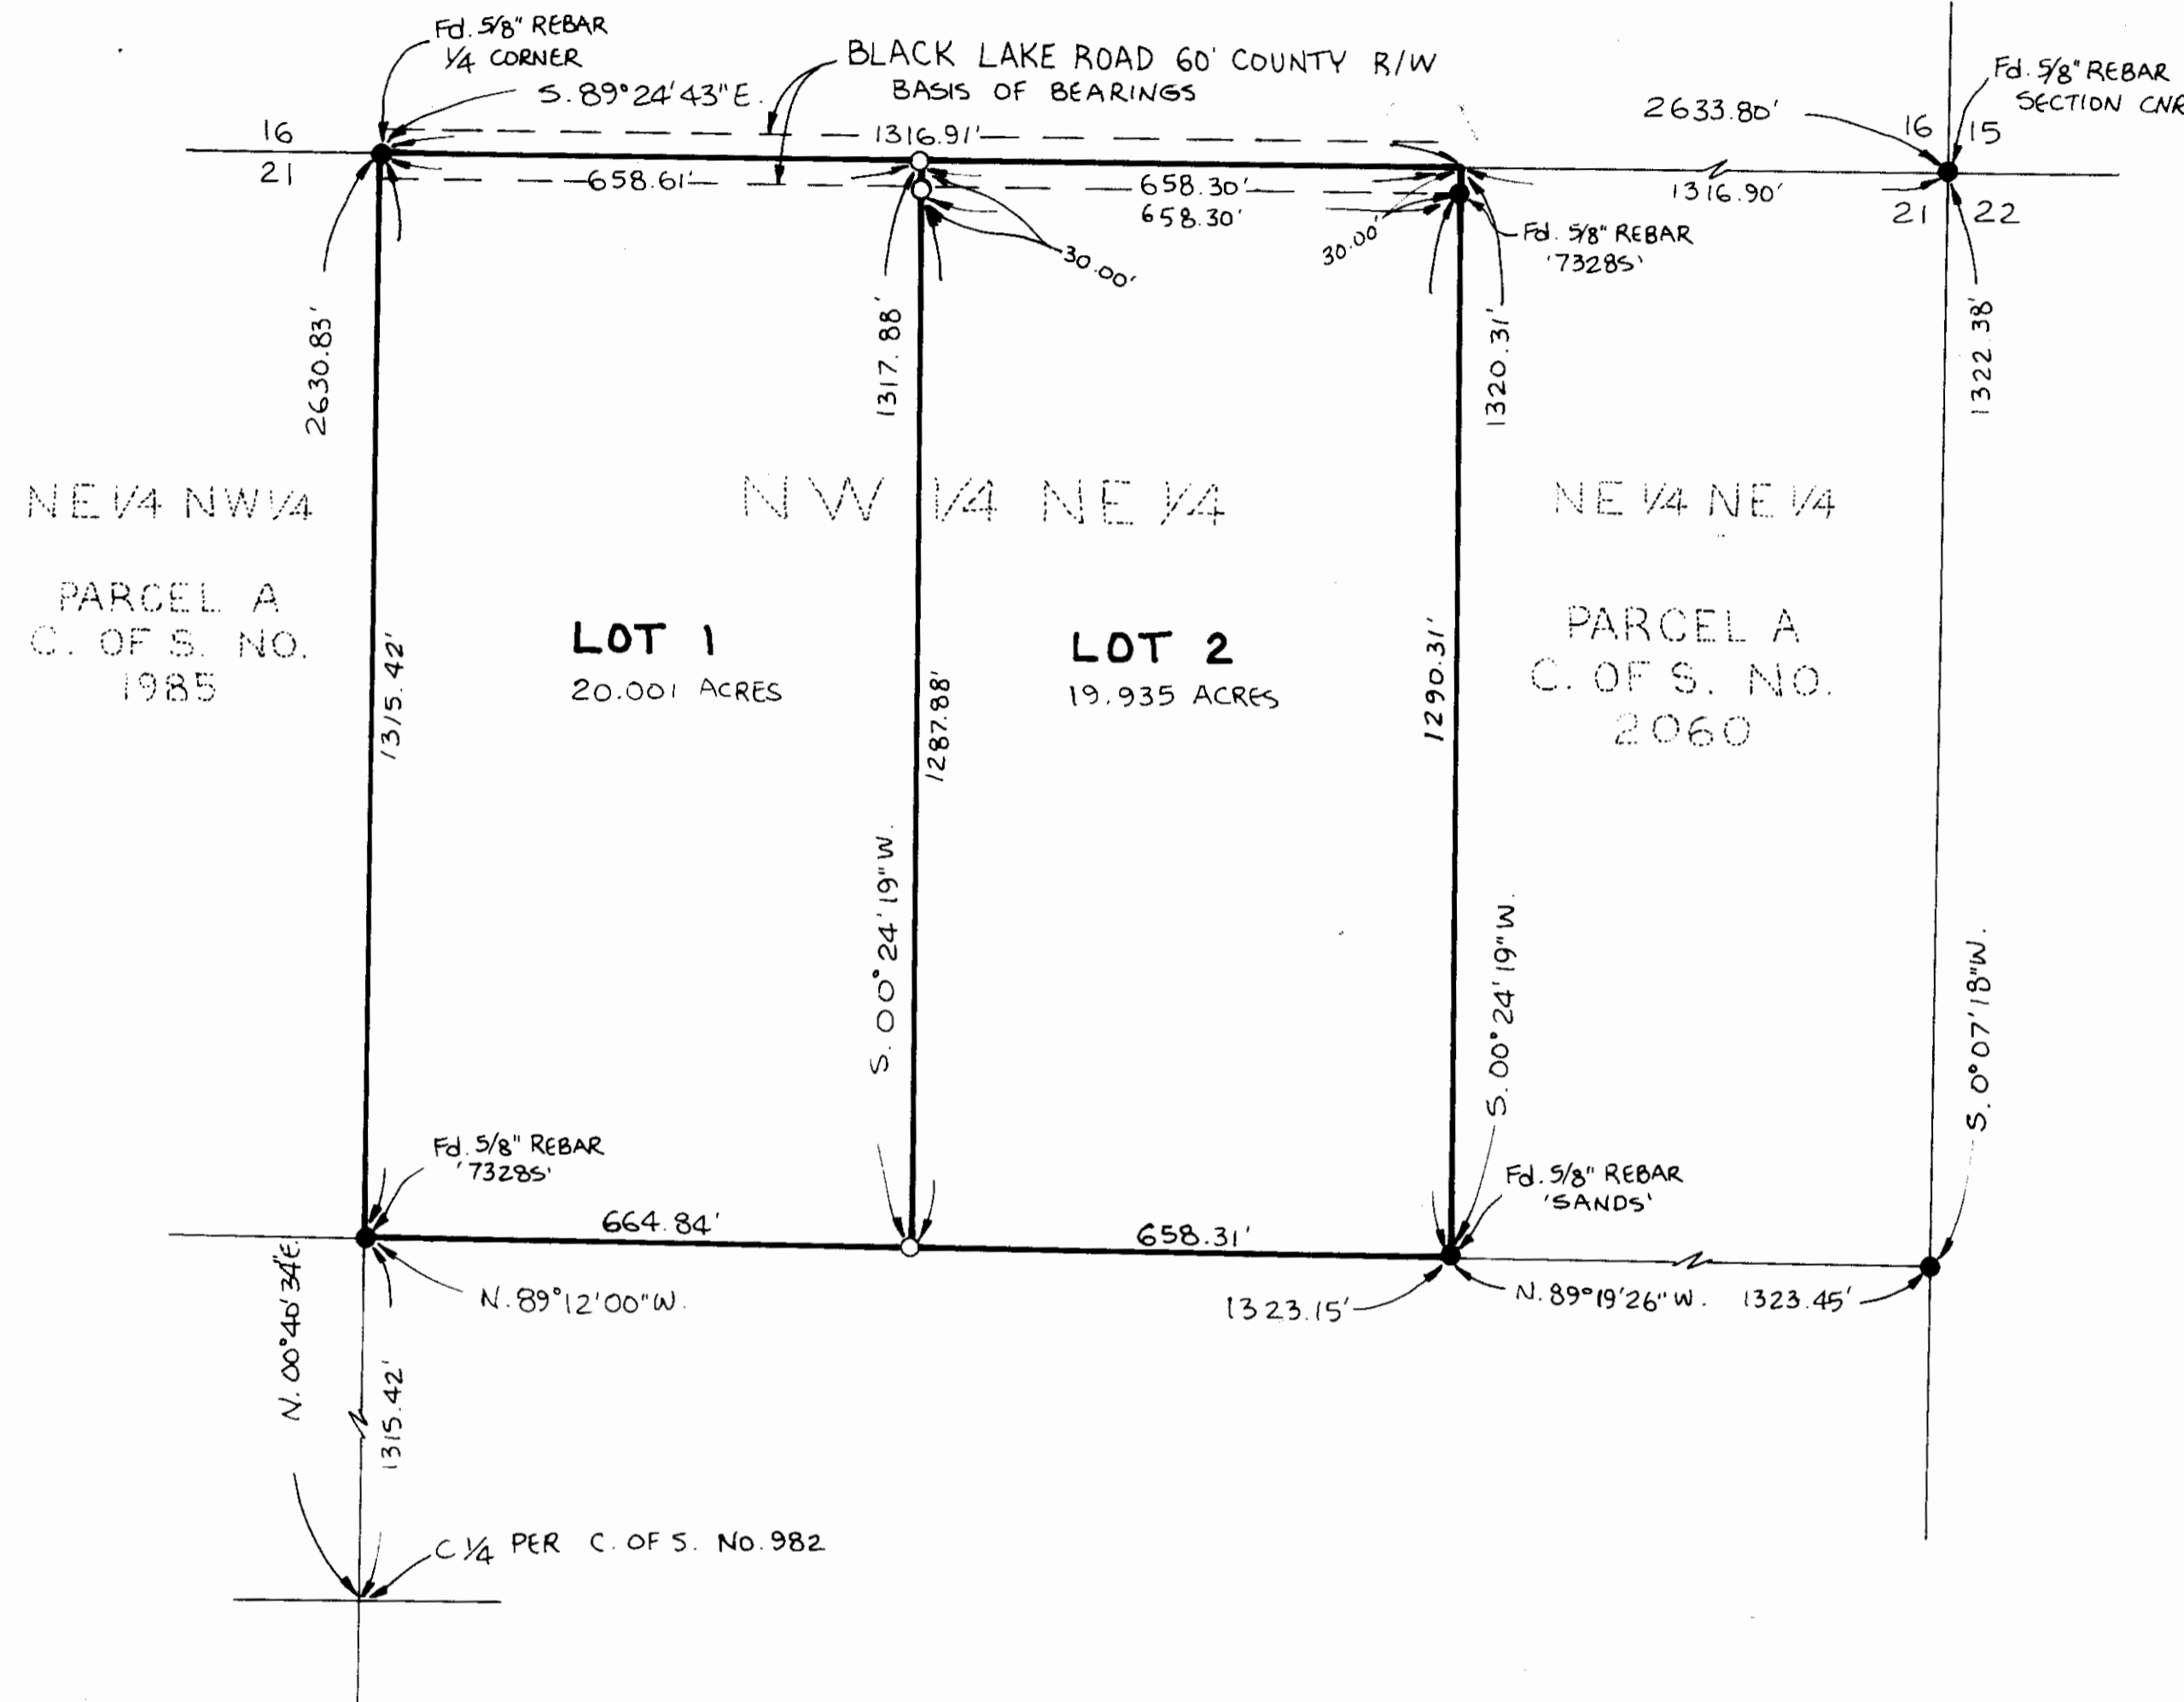 Fd. 5/8" REBAR
1/4 CORNER
S. 89°24'43"E.
BLACK LAKE ROAD 60' COUNTY R/W
BASIS OF BEARINGS
Fd. 5/8" REBAR
SECTION CNR
2633.80'
16
21
1316.91'
658.61'
658.30'
658.30'
1316.90'
16
15
21
22
30.00'
30.00'
Fd. 5/8" REBAR
'7328S'
2630.83'
1317.88'
1320.31'
1322.38'
NE 1/4 NW 1/4
NW 1/4 NE 1/4
NE 1/4 NE 1/4
PARCEL A
C. OF S. NO.
1985
LOT 1
20.001 ACRES
LOT 2
19.935 ACRES
PARCEL A
C. OF S. NO.
2060
1315.42'
1287.88'
1290.31'
S. 00°24'19"W.
S. 00°24'19"W.
S. 0°07'18"W.
Fd. 5/8" REBAR
'7328S'
Fd. 5/8" REBAR
'SANDS'
664.84'
658.31'
N. 89°12'00"W.
1323.15'
N. 89°19'26"W.
1323.45'
N. 00°40'34"E.
1315.42'
C 1/4 PER C. OF S. No. 982